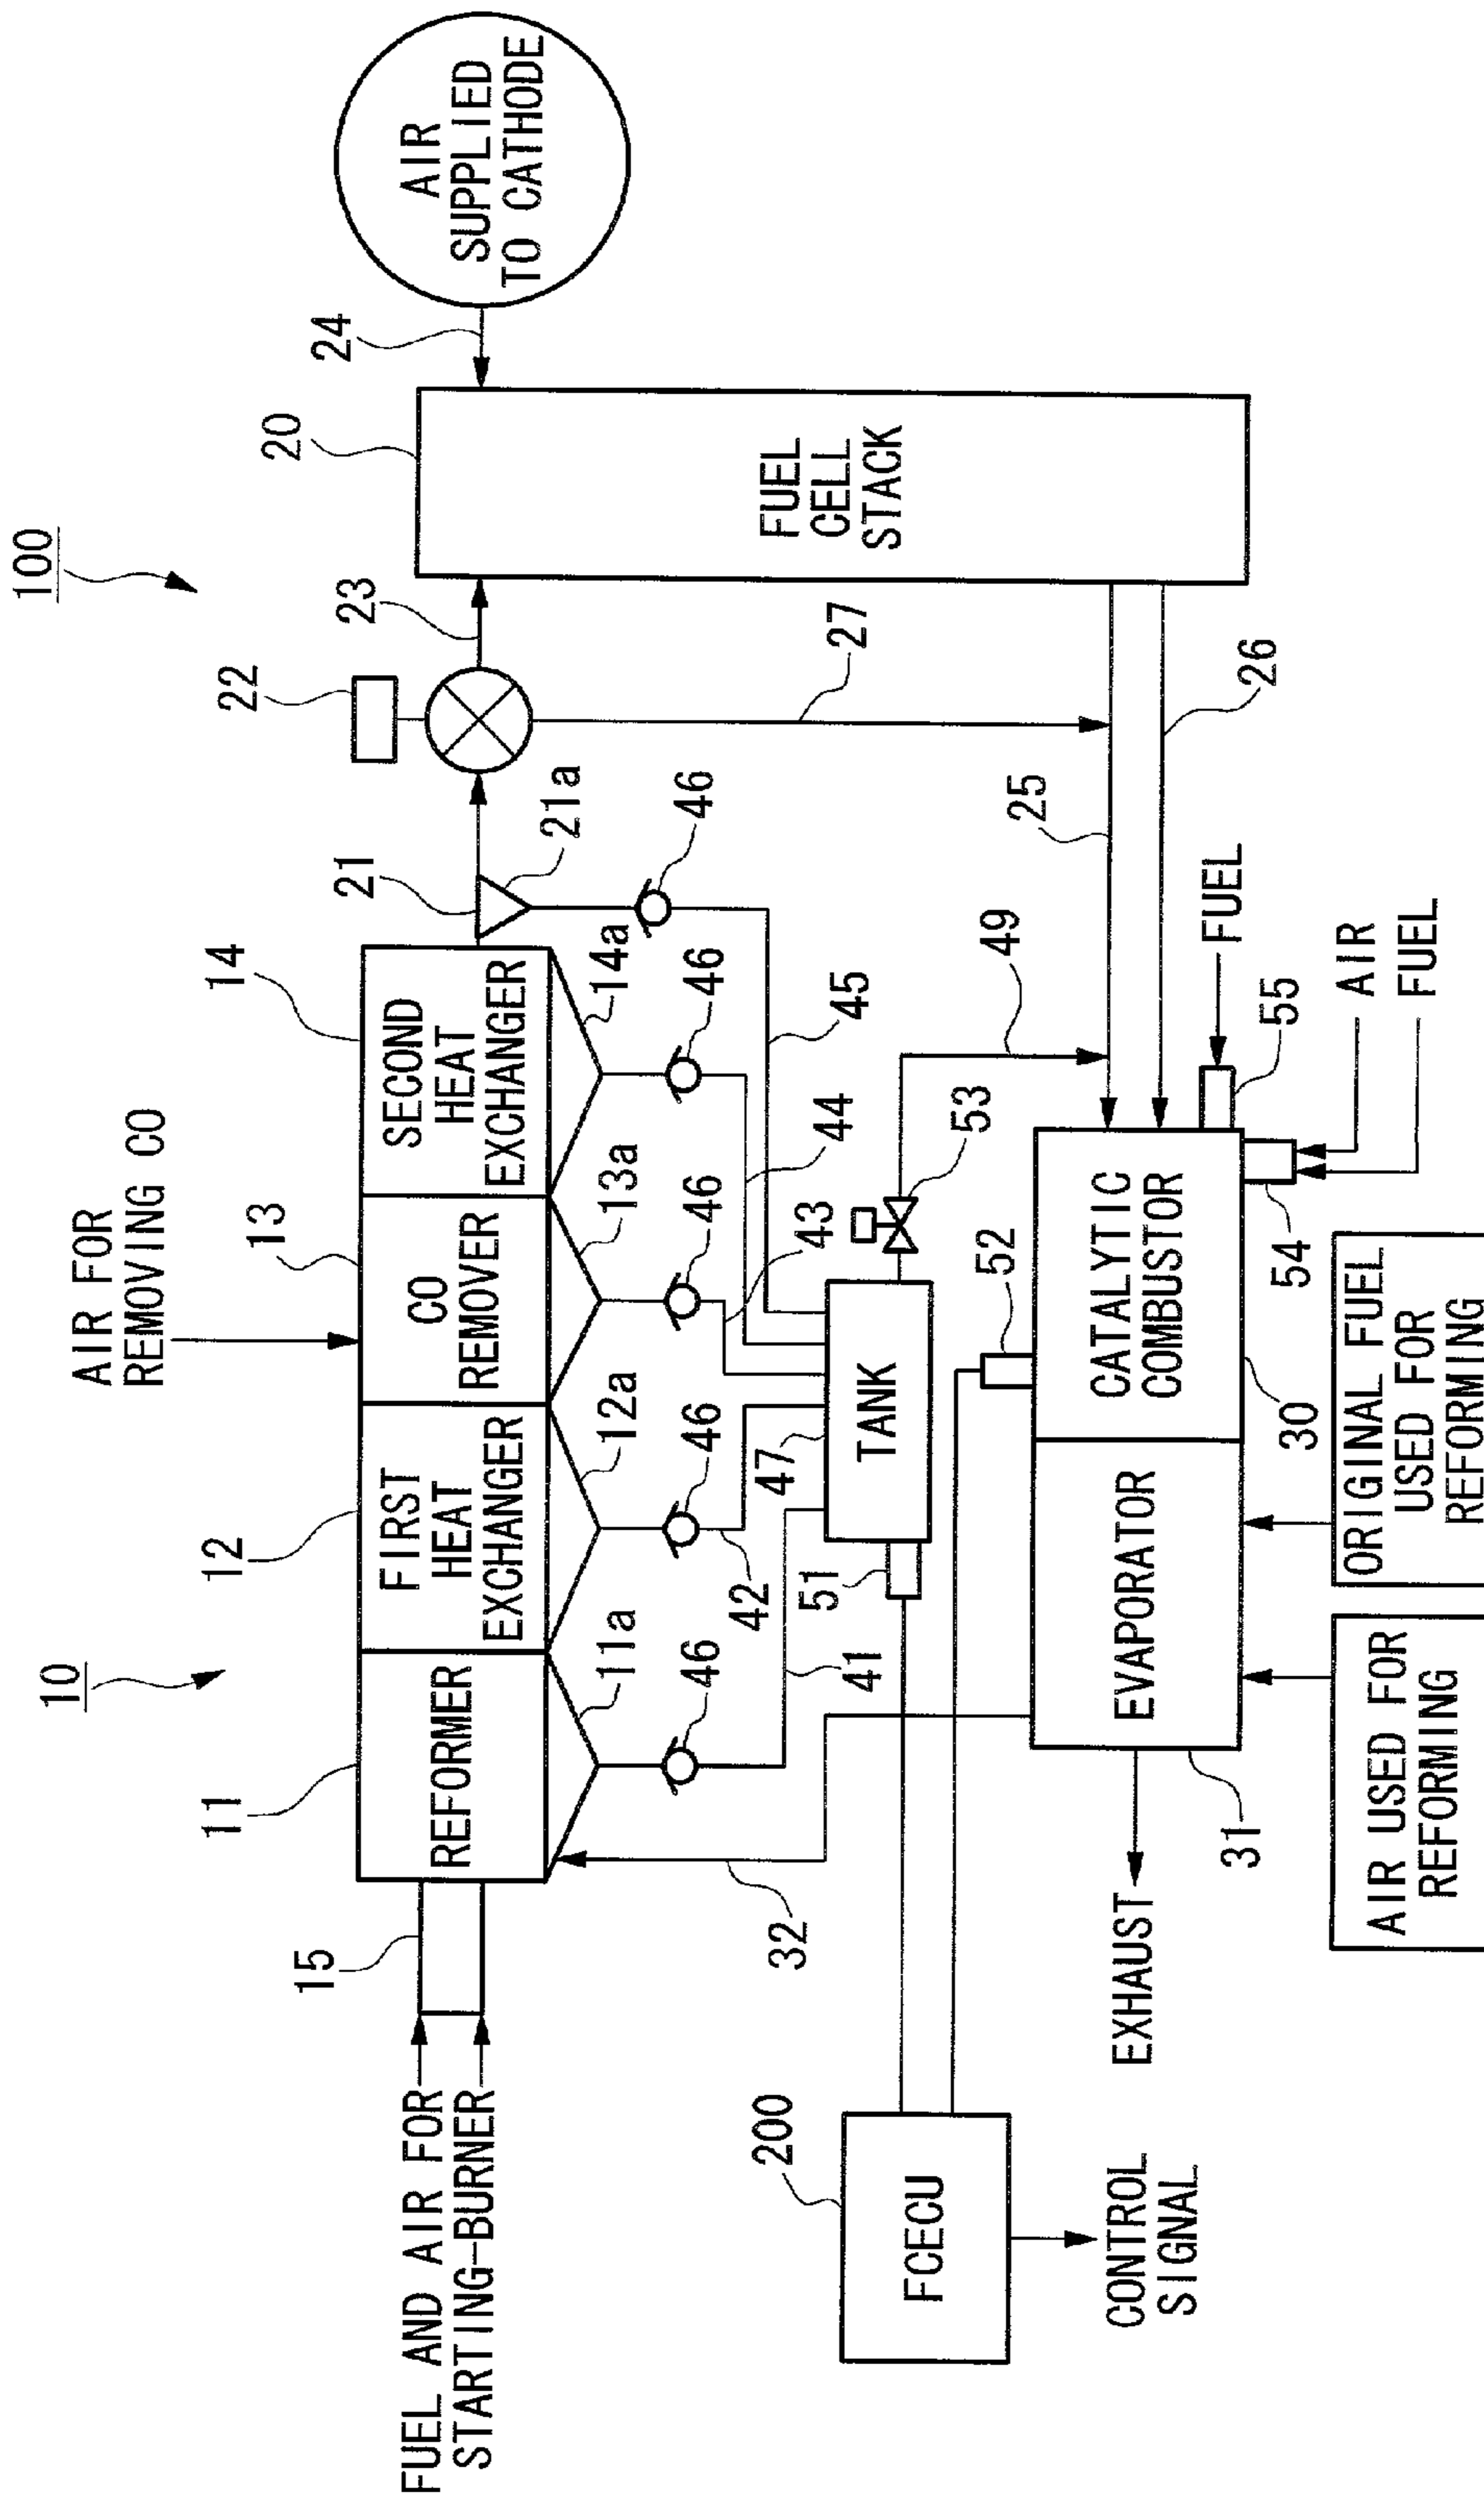 100
10
AIR FOR
REMOVING CO
11
12
13
14
21
22
23
20
24
15
FUEL AND AIR FOR
STARTING-BURNER
REFORMER
FIRST
HEAT
EXCHANGER
CO
REMOVER
SECOND
HEAT
EXCHANGER
AIR
SUPPLIED
TO CATHODE
11a
12a
13a
14a
21a
46
46
46
46
46
32
41
42
43
44
45
27
FUEL
CELL
STACK
47
TANK
51
53
49
25
26
200
FCECU
52
CONTROL
SIGNAL
EXHAUST
EVAPORATOR
CATALYTIC
COMBUSTOR
FUEL
31
30
54
55
AIR
FUEL
AIR USED FOR
REFORMING
ORIGINAL FUEL
USED FOR
REFORMING